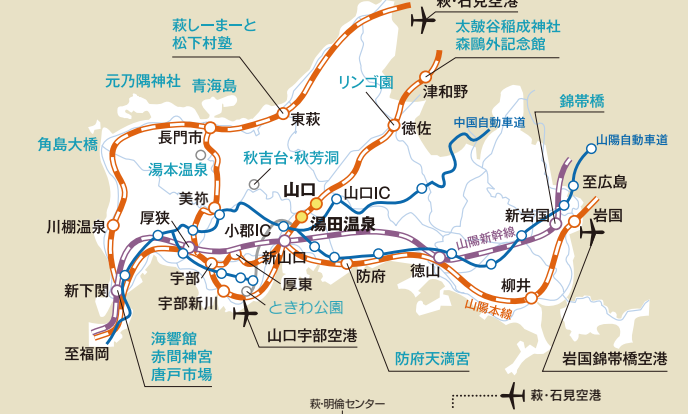 萩・石見空港
萩しーまーと
松下村塾
太皷谷稲成神社
森鷗外記念館
元乃隅神社
青海島
リンゴ園
津和野
錦帯橋
東萩
徳佐
中国自動車道
角島大橋
長門市
山陽自動車道
湯本温泉
秋吉台・秋芳洞
至広島
山口
山口IC
美祢
川棚温泉
厚狭
小郡IC
湯田温泉
新岩国
岩国
山陽新幹線
新山口
宇部
厚東
防府
徳山
新下関
宇部新川
ときわ公園
柳井
山陽本線
至福岡
海響館
赤間神宮
唐戸市場
山口宇部空港
防府天満宮
岩国錦帯橋空港
萩・石見空港
萩・明倫センター